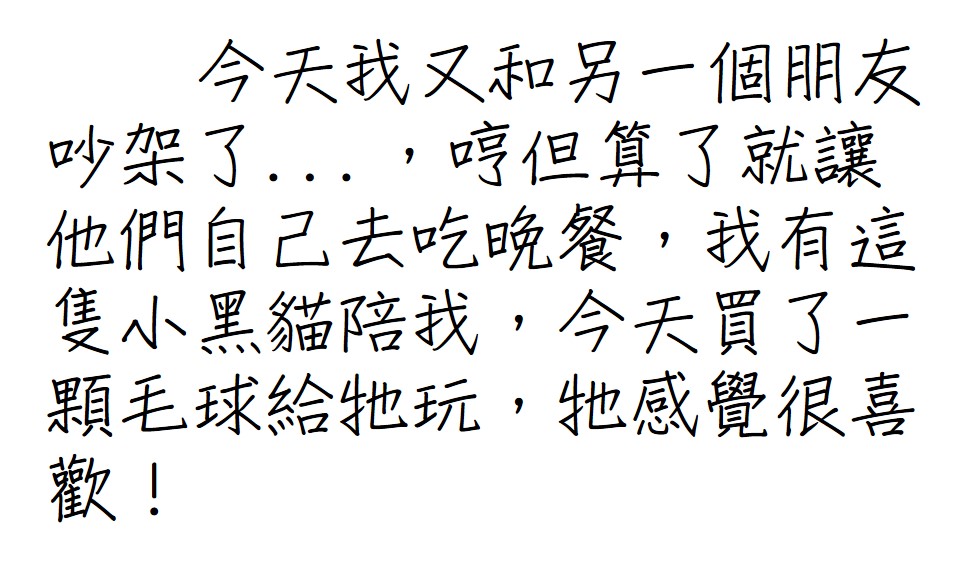 今天我又和另一個朋友
吵架了...，哼但算了就讓
他們自己去吃晚餐，我有這
隻小黑貓陪我，今天買了一
顆毛球給牠玩，牠感覺很喜
歡！